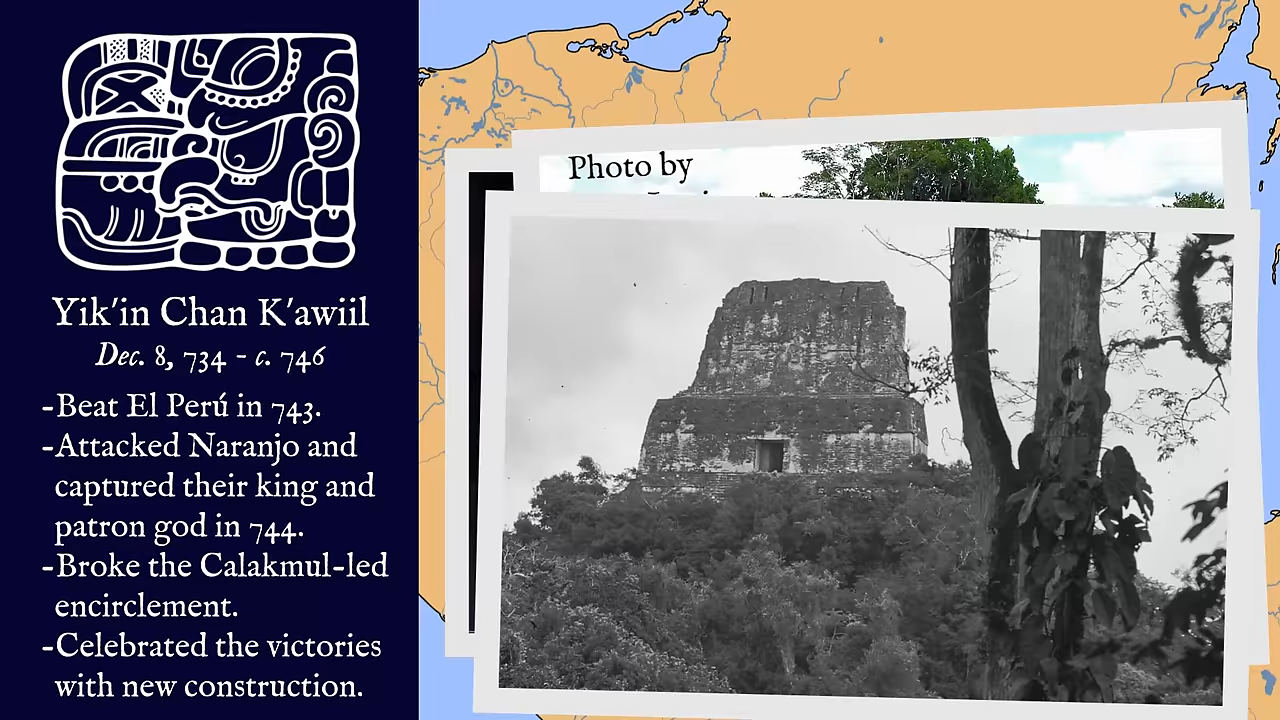 Yik'in Chan K'awiil
Dec. 8, 734 - c. 746
-Beat El Perú in 743.
-Attacked Naranjo and
captured their king and
patron god in 744.
-Broke the Calakmul-led
encirclement.
-Celebrated the victories
with new construction.
Photo by